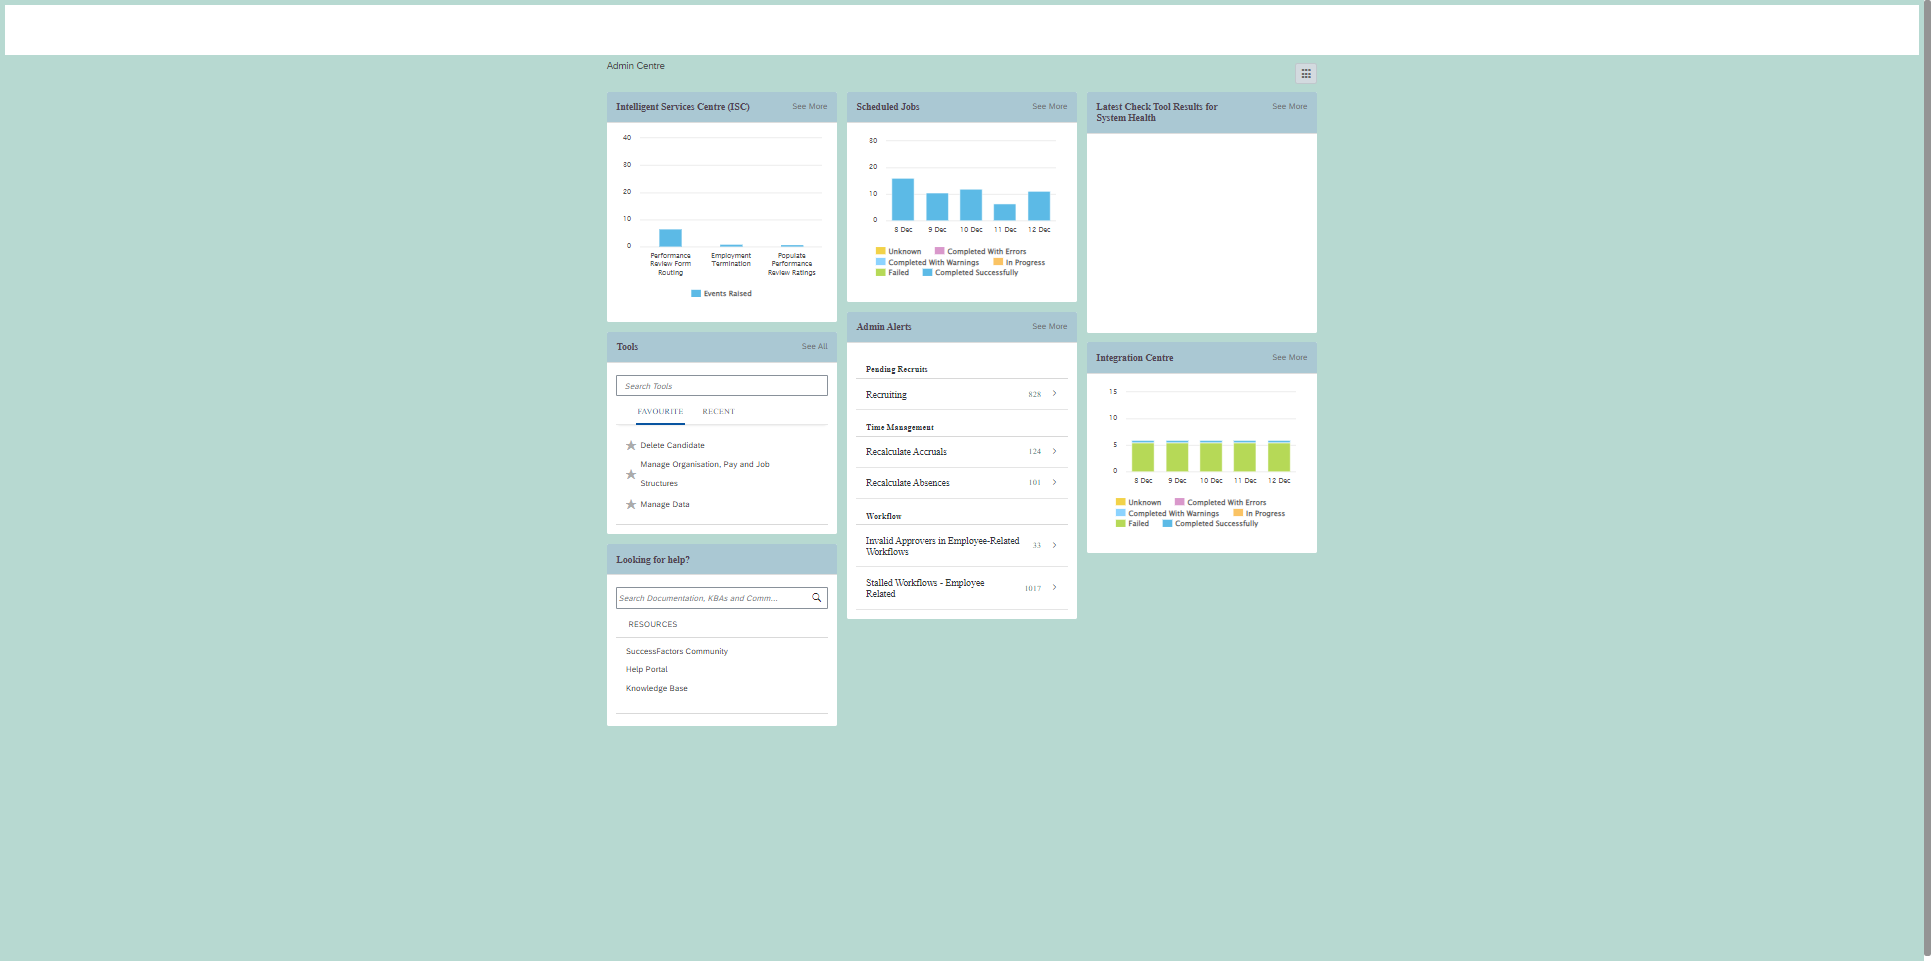 Admin Centre
Intelligent Services Centre (ISC)
See More
40
30
20
10
0
Performance
Review Form
Routing
Employment
Termination
Populate
Performance
Review Ratings
Events Raised
Tools
See All
Search Tools
FAVOURITE
RECENT
Delete Candidate
Manage Organisation, Pay and Job
Structures
Manage Data
Looking for help?
Search Documentation, KBAs and Comm...
RESOURCES
SuccessFactors Community
Help Portal
Knowledge Base
Scheduled Jobs
See More
30
20
10
0
8 Dec
9 Dec
10 Dec
11 Dec
12 Dec
Unknown
Completed With Errors
Completed With Warnings
In Progress
Failed
Completed Successfully
Admin Alerts
See More
Pending Recruits
Recruiting
828
Time Management
Recalculate Accruals
124
Recalculate Absences
101
Workflow
Invalid Approvers in Employee-Related
Workflows
33
Stalled Workflows - Employee
Related
1017
Latest Check Tool Results for
System Health
See More
Integration Centre
See More
15
10
5
0
8 Dec
9 Dec
10 Dec
11 Dec
12 Dec
Unknown
Completed With Errors
Completed With Warnings
In Progress
Failed
Completed Successfully